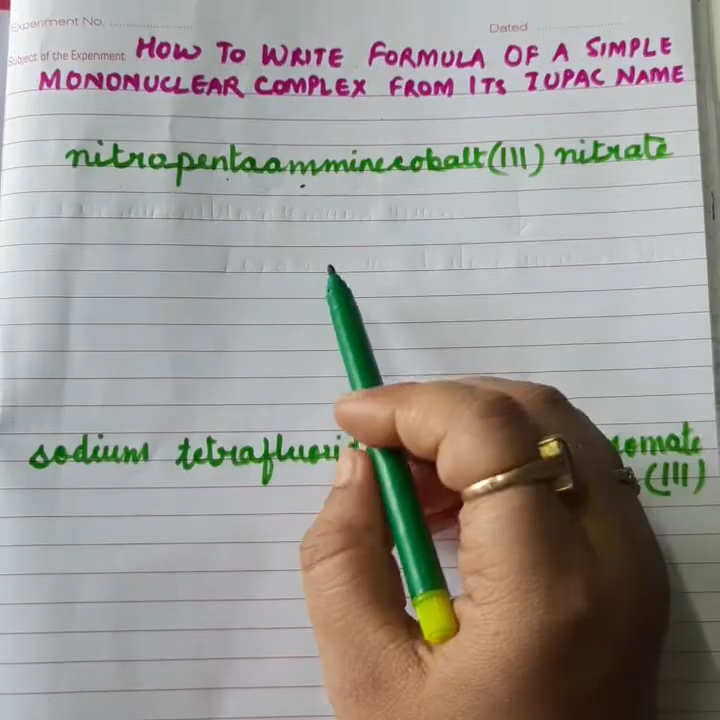 Experiment No.
Dated
Subject of the Experiment HOW TO WRITE FORMULA OF A SIMPLE
MONONUCLEAR COMPLEX FROM ITS IUPAC NAME
nitropentaamminecobalt(III) nitrate
sodium tetrafluori omate
(III)